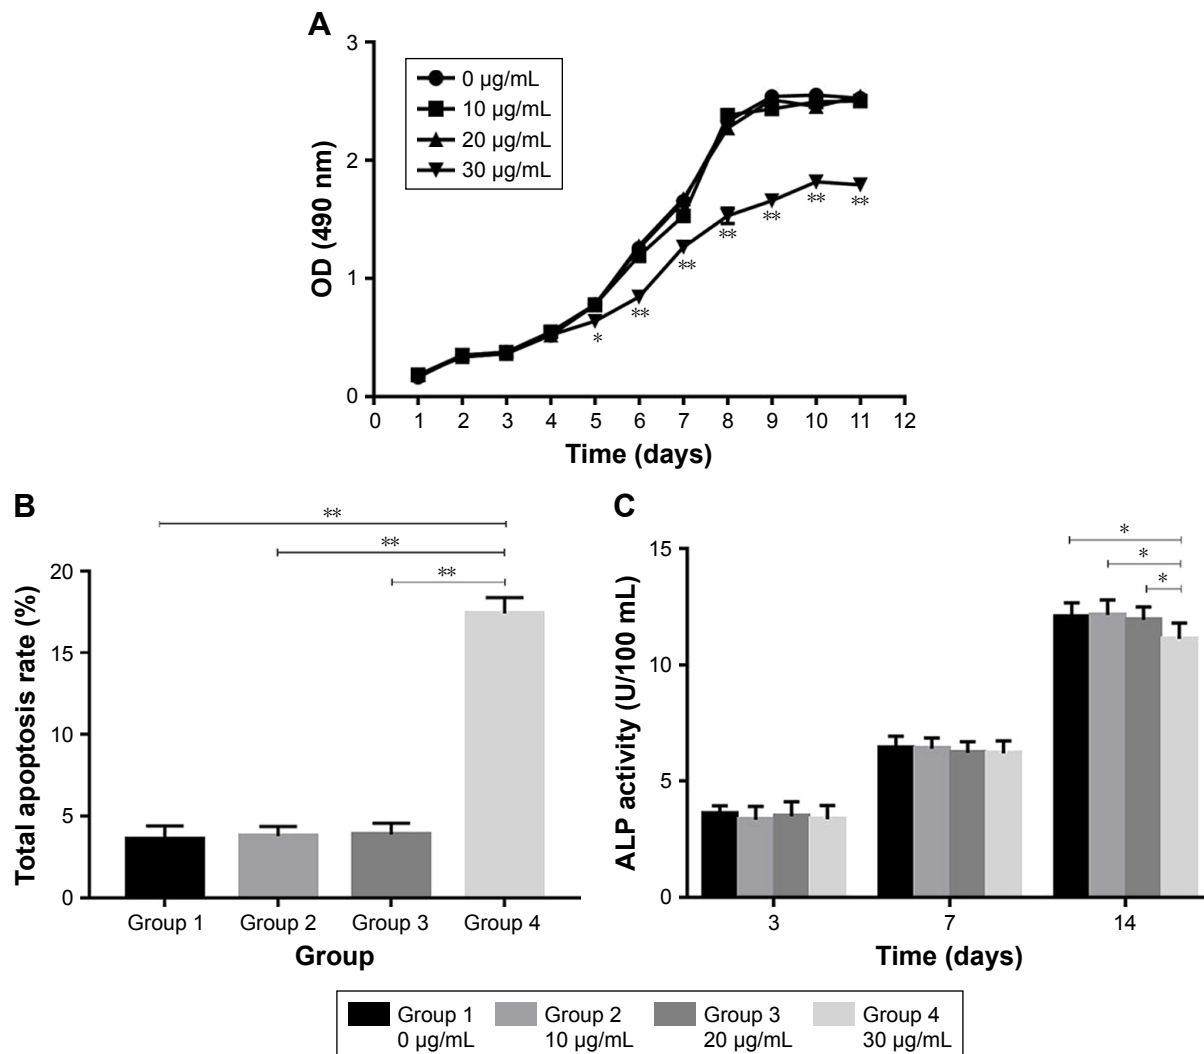 A
3
2
1
0
OD (490 nm)
0 µg/mL
10 µg/mL
20 µg/mL
30 µg/mL
*
**
**
**
**
**
**
0 1 2 3 4 5 6 7 8 9 10 11 12
Time (days)
B
**
**
**
20
15
10
5
0
Total apoptosis rate (%)
Group 1 Group 2 Group 3 Group 4
Group
C
*
*
*
15
10
5
0
ALP activity (U/100 mL)
3 7 14
Time (days)
Group 1
0 µg/mL
Group 2
10 µg/mL
Group 3
20 µg/mL
Group 4
30 µg/mL